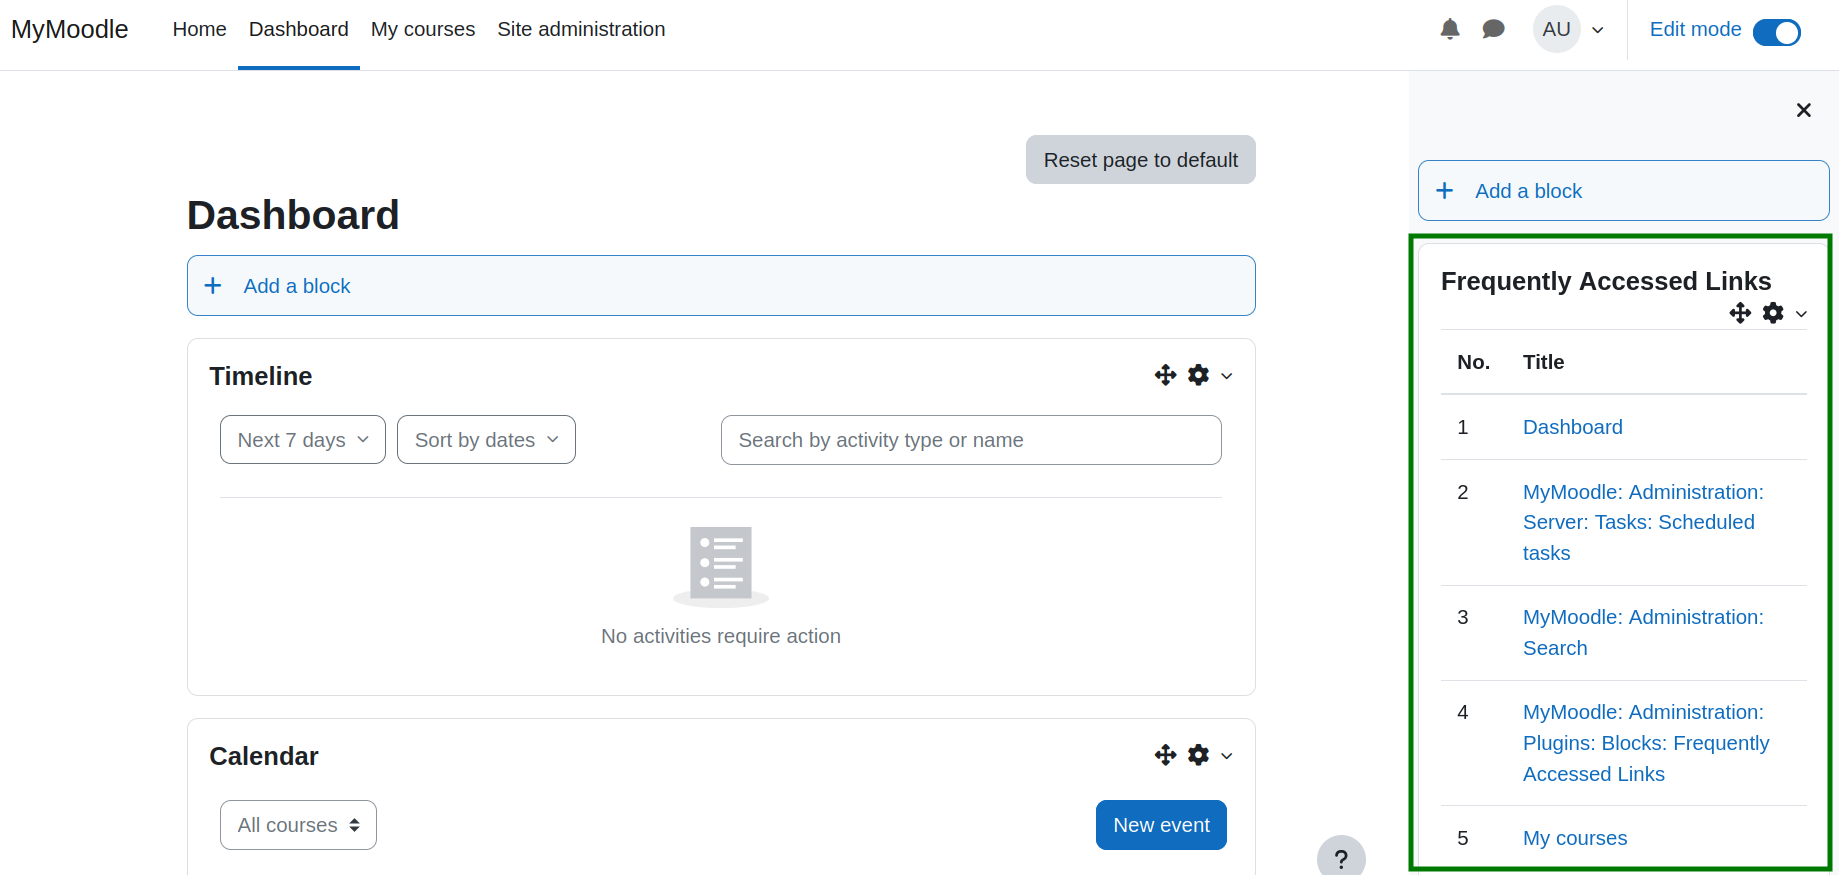 MyMoodle Home Dashboard My courses Site administration AU Edit mode
Reset page to default
Dashboard
+ Add a block
Timeline
Next 7 days Sort by dates Search by activity type or name
No activities require action
Calendar
All courses New event
?
+ Add a block
Frequently Accessed Links
No. Title
1 Dashboard
2 MyMoodle: Administration:
Server: Tasks: Scheduled
tasks
3 MyMoodle: Administration:
Search
4 MyMoodle: Administration:
Plugins: Blocks: Frequently
Accessed Links
5 My courses